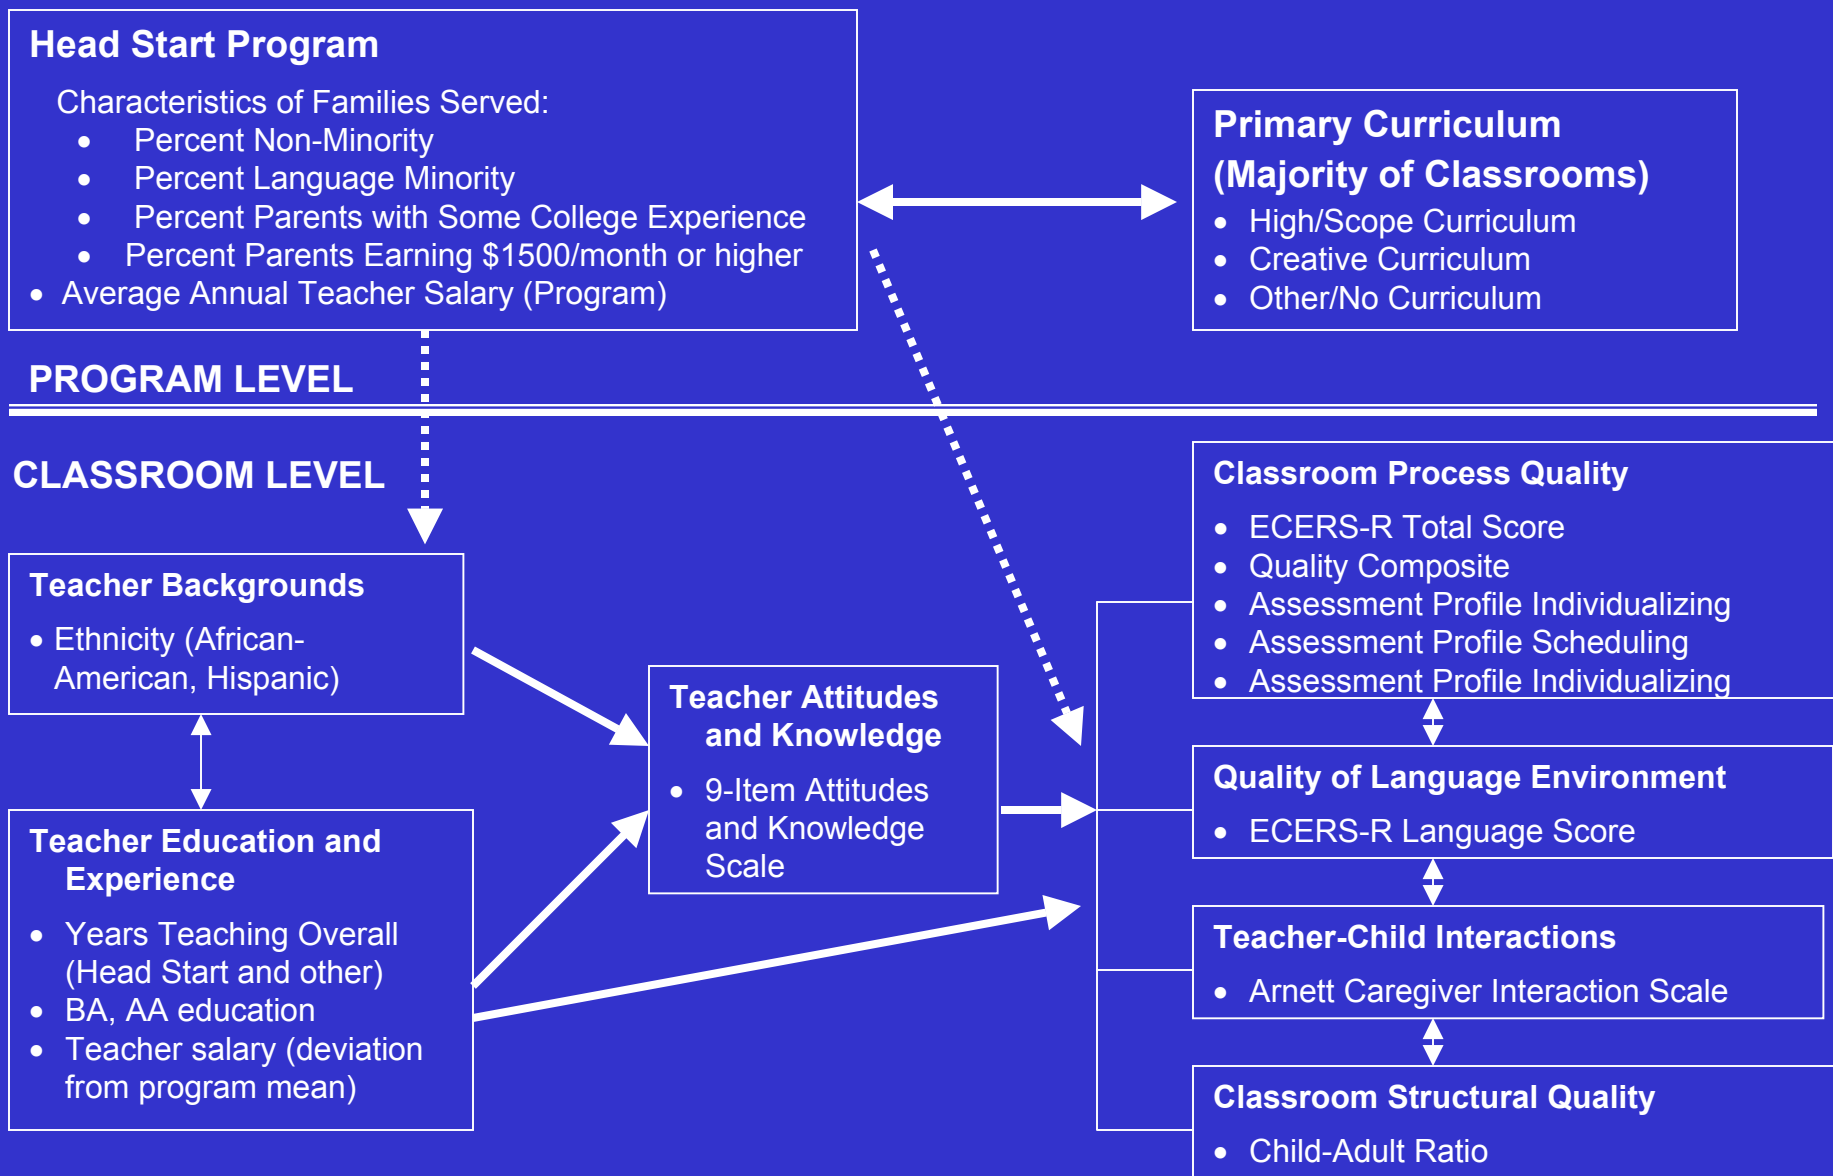 Head Start Program
Characteristics of Families Served:
• Percent Non-Minority
• Percent Language Minority
• Percent Parents with Some College Experience
• Percent Parents Earning $1500/month or higher
• Average Annual Teacher Salary (Program)
Primary Curriculum
(Majority of Classrooms)
• High/Scope Curriculum
• Creative Curriculum
• Other/No Curriculum
PROGRAM LEVEL
CLASSROOM LEVEL
Teacher Backgrounds
• Ethnicity (African-
American, Hispanic)
Teacher Education and
Experience
• Years Teaching Overall
(Head Start and other)
• BA, AA education
• Teacher salary (deviation
from program mean)
Teacher Attitudes
and Knowledge
• 9-Item Attitudes
and Knowledge
Scale
Classroom Process Quality
• ECERS-R Total Score
• Quality Composite
• Assessment Profile Individualizing
• Assessment Profile Scheduling
• Assessment Profile Individualizing
Quality of Language Environment
• ECERS-R Language Score
Teacher-Child Interactions
• Arnett Caregiver Interaction Scale
Classroom Structural Quality
• Child-Adult Ratio